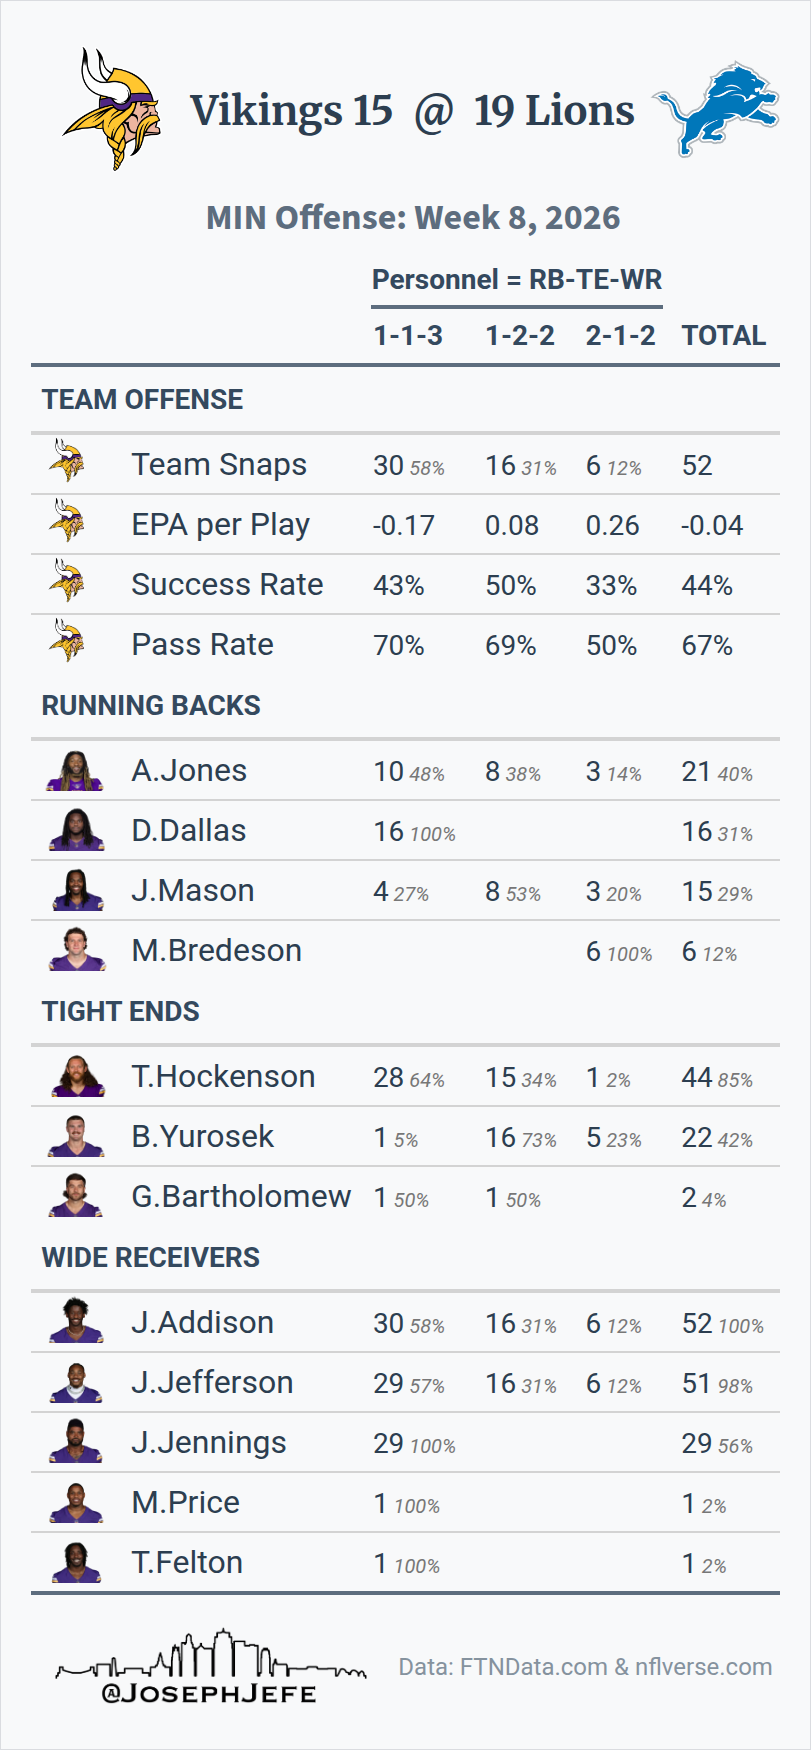 Vikings 15 @ 19 Lions
MIN Offense: Week 8, 2026
Personnel = RB-TE-WR
1-1-3 1-2-2 2-1-2 TOTAL
TEAM OFFENSE
Team Snaps 30 58% 16 31% 6 12% 52
EPA per Play -0.17 0.08 0.26 -0.04
Success Rate 43% 50% 33% 44%
Pass Rate 70% 69% 50% 67%
RUNNING BACKS
A.Jones 10 48% 8 38% 3 14% 21 40%
D.Dallas 16 100% 16 31%
J.Mason 4 27% 8 53% 3 20% 15 29%
M.Bredeson 6 100% 6 12%
TIGHT ENDS
T.Hockenson 28 64% 15 34% 1 2% 44 85%
B.Yurosek 1 5% 16 73% 5 23% 22 42%
G.Bartholomew 1 50% 1 50% 2 4%
WIDE RECEIVERS
J.Addison 30 58% 16 31% 6 12% 52 100%
J.Jefferson 29 57% 16 31% 6 12% 51 98%
J.Jennings 29 100% 29 56%
M.Price 1 100% 1 2%
T.Felton 1 100% 1 2%
@JosephJefe
Data: FTNData.com & nflverse.com